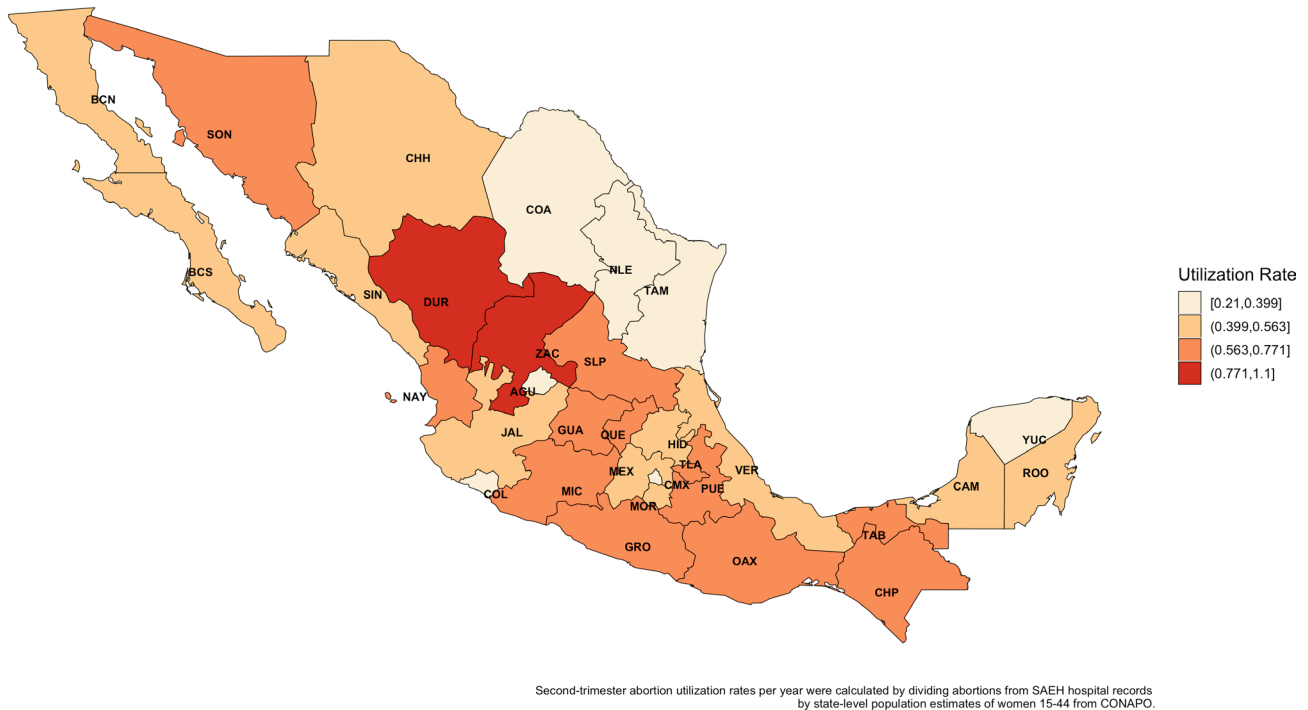 BCN
SON
CHH
COA
NLE
TAM
BCS
SIN
DUR
ZAC
SLP
AGU
NAY
JAL
GUA
QUE
HID
YUC
MEX
TLA
VER
ROO
COL
MIC
CMX
PUE
CAM
MOR
GRO
OAX
TAB
CHP
Utilization Rate
[0.21,0.399]
(0.399,0.563]
(0.563,0.771]
(0.771,1.1]
Second-trimester abortion utilization rates per year were calculated by dividing abortions from SAEH hospital records
by state-level population estimates of women 15-44 from CONAPO.